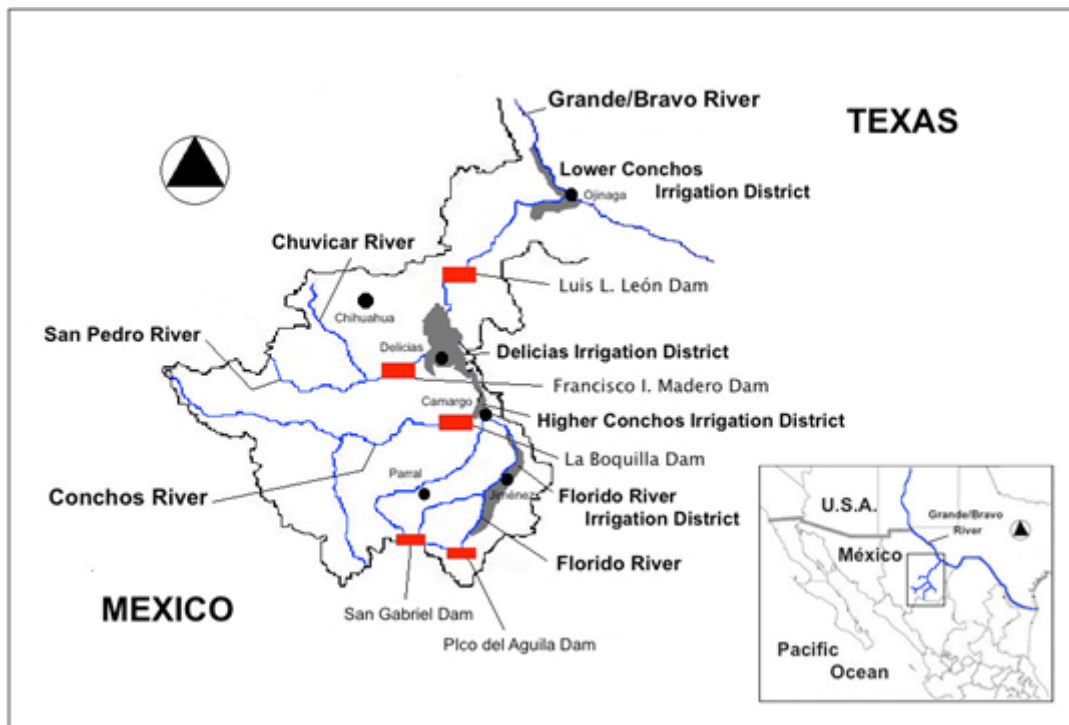 Grande/Bravo River
TEXAS
Lower Conchos
Irrigation District
Ojinaga
Chuvicar River
Luis L. León Dam
Chihuahua
San Pedro River
Delicias
Delicias Irrigation District
Francisco I. Madero Dam
Camargo
Higher Conchos Irrigation District
La Boquilla Dam
Parral
Conchos River
Jiménez
Florido River
Irrigation District
Florido River
MEXICO
San Gabriel Dam
PIco del Aguila Dam
U.S.A.
Grande/Bravo
River
México
Pacific
Ocean